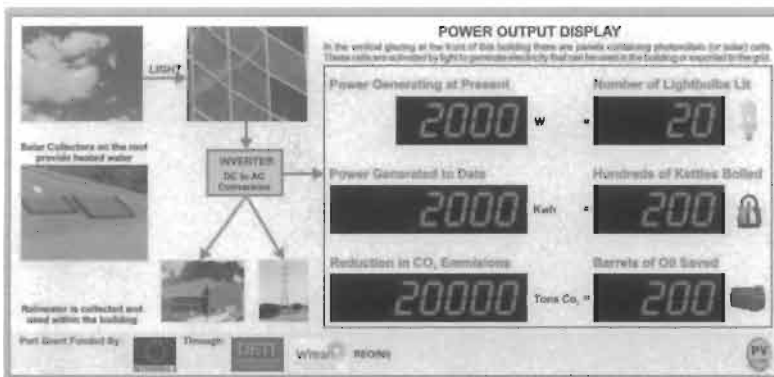 POWER OUTPUT DISPLAY
In the vertical glazing at the front of this building there are panels containing photovoltaic (or solar) cells.
These cells are activated by light to generate electricity that can be used in the building or exported to the grid.
LIGHT
Power Generating at Present
Number of Lightbulbs Lit
2000 W = 20
Solar Collectors on the roof
provide heated water
INVERTER
DC to AC
Conversion
Power Generated to Date
Hundreds of Kettles Boiled
2000 Kwh = 200
Reduction in CO₂ Emmisions
Barrels of Oil Saved
20000 Tons Co₂ = 200
Rainwater is collected and
used within the building
Part Grant Funded By:
Through:
PV